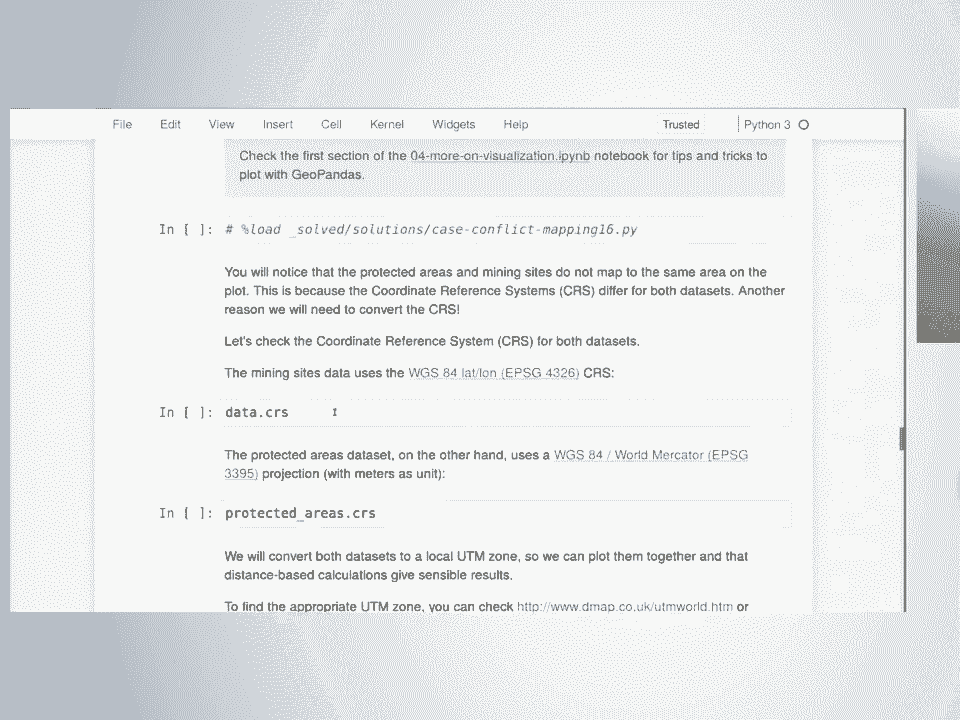 File Edit View Insert Cell Kernel Widgets Help Trusted Python 3
Check the first section of the 04-more-on-visualization.ipynb notebook for tips and tricks to
plot with GeoPandas.
In [ ]: # %load _solved/solutions/case-conflict-mapping16.py
You will notice that the protected areas and mining sites do not map to the same area on the
plot. This is because the Coordinate Reference Systems (CRS) differ for both datasets. Another
reason we will need to convert the CRS!
Let's check the Coordinate Reference System (CRS) for both datasets.
The mining sites data uses the WGS 84 lat/lon (EPSG 4326) CRS:
In [ ]: data.crs
The protected areas dataset, on the other hand, uses a WGS 84 / World Mercator (EPSG
3395) projection (with meters as unit):
In [ ]: protected_areas.crs
We will convert both datasets to a local UTM zone, so we can plot them together and that
distance-based calculations give sensible results.
To find the appropriate UTM zone, you can check http://www.dmap.co.uk/utmworld.htm or